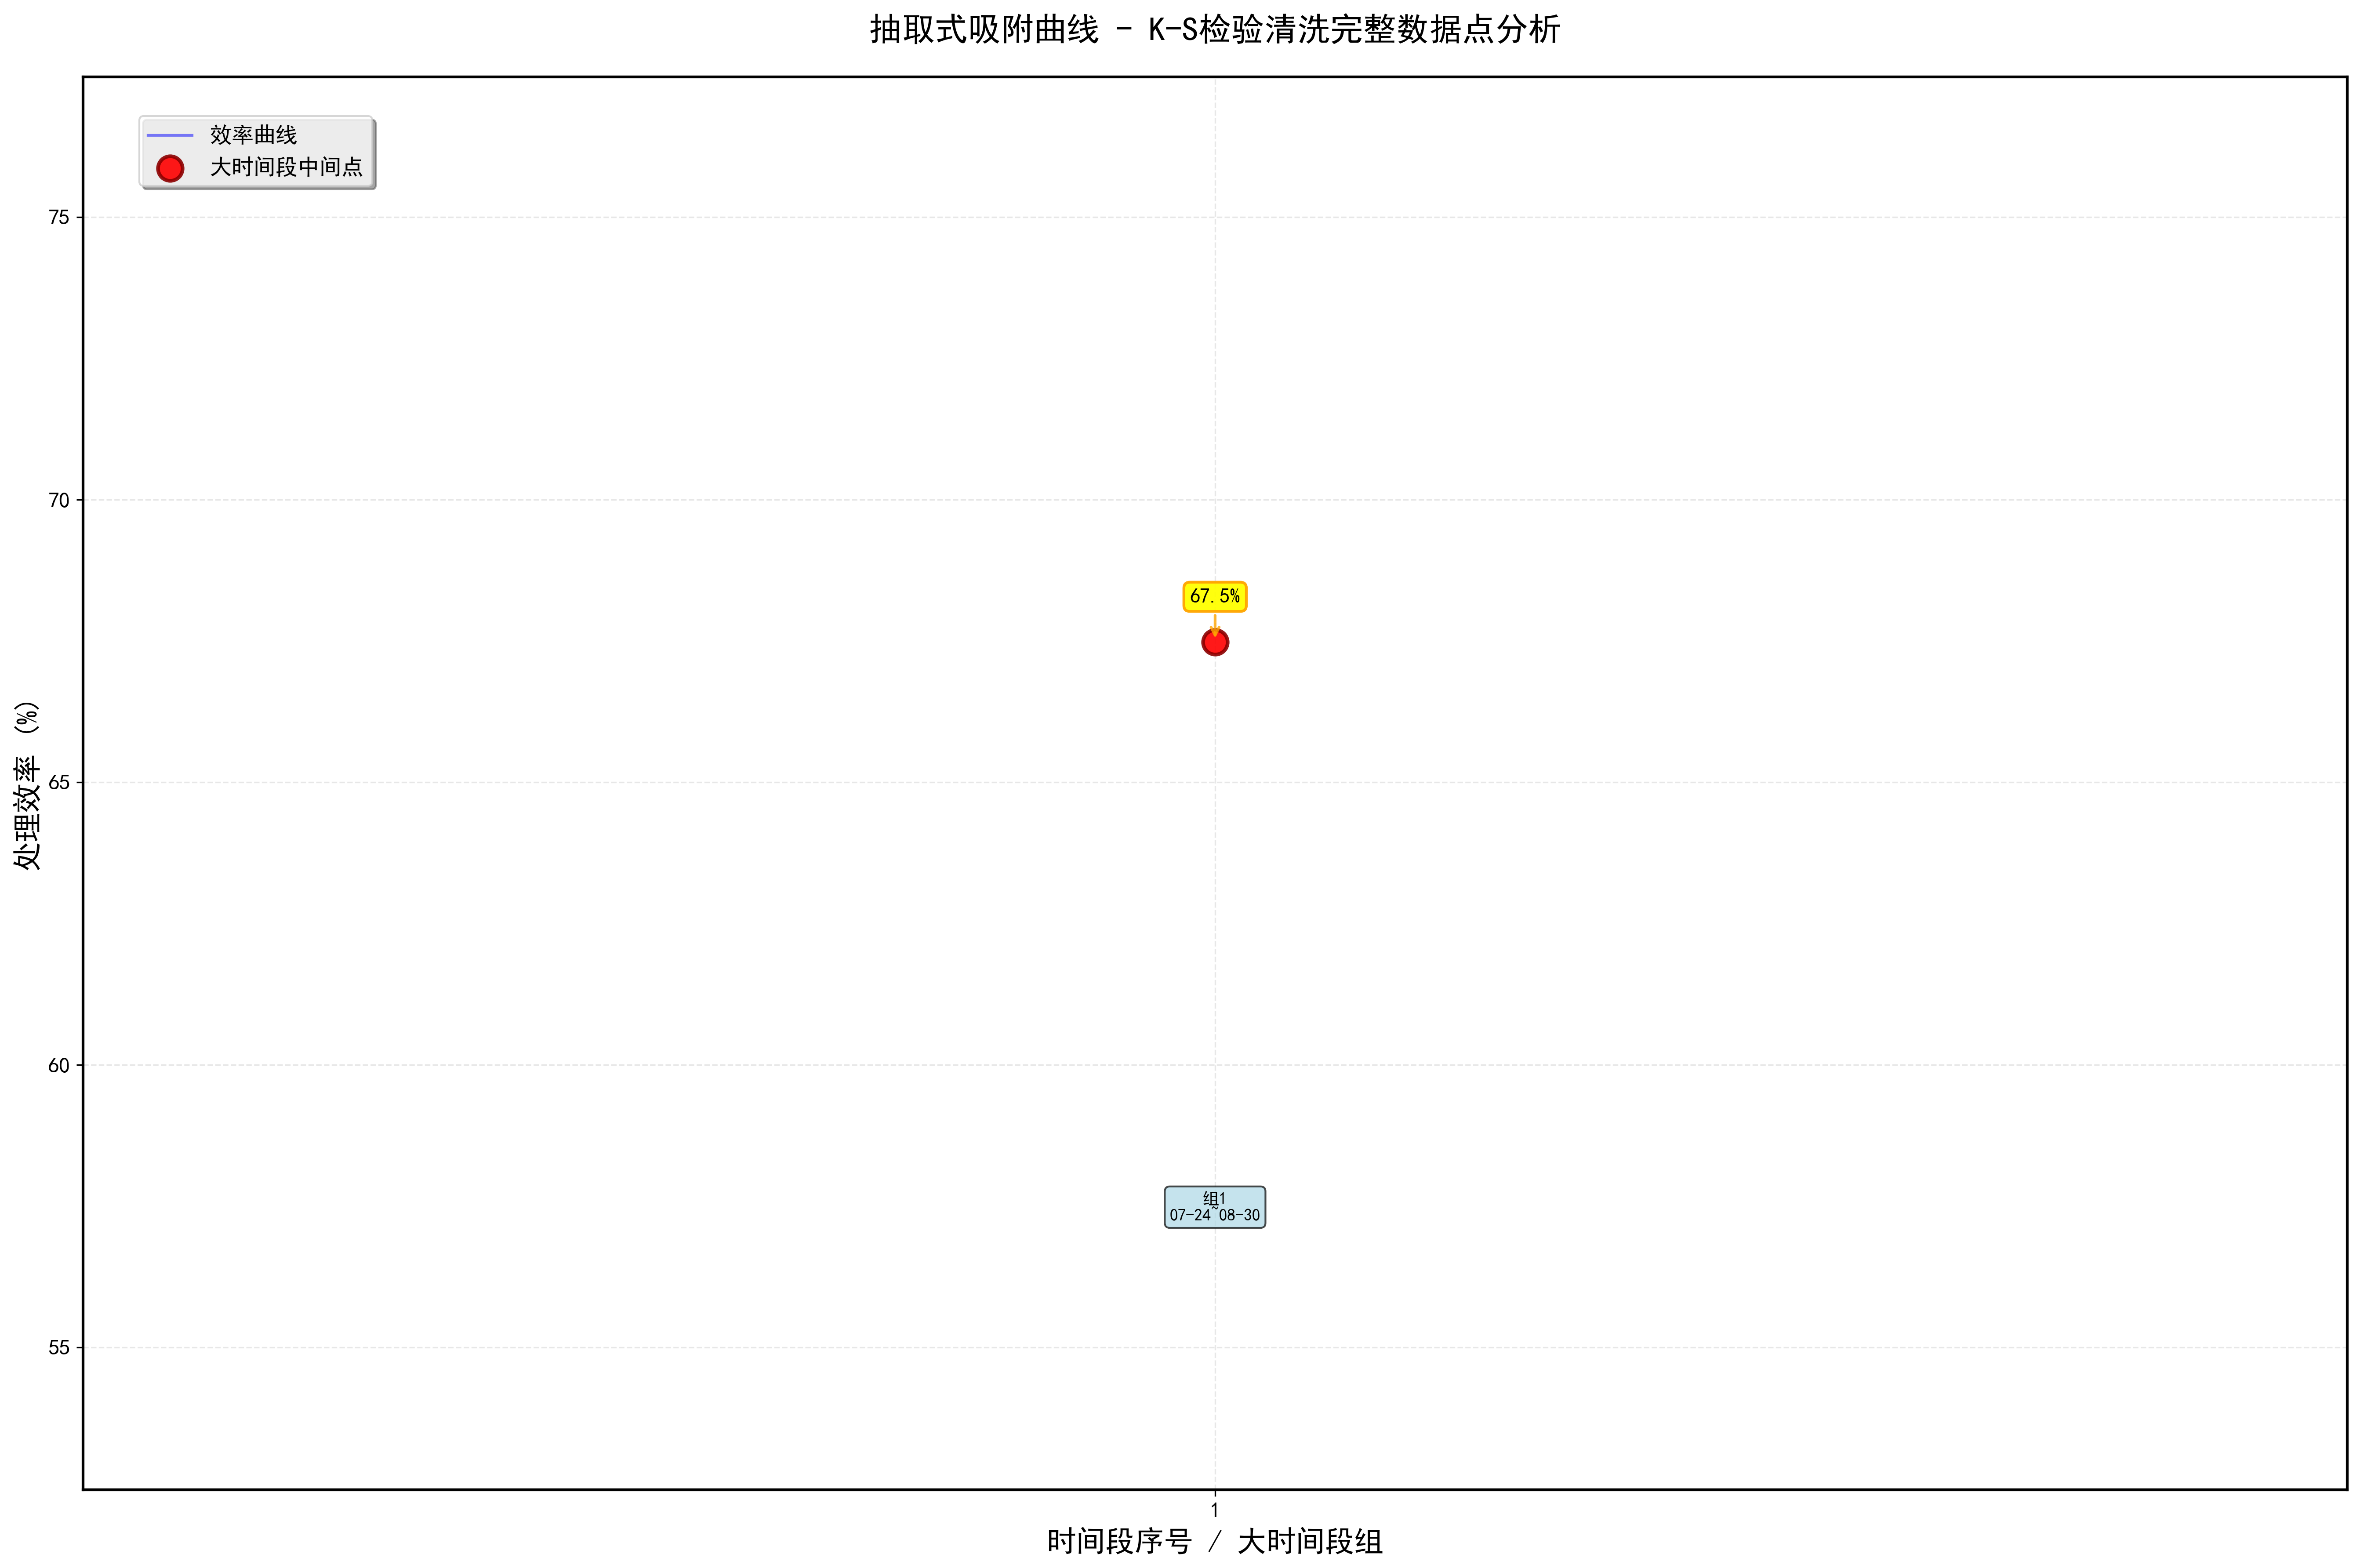 抽取式吸附曲线 - K-S检验清洗完整数据点分析
效率曲线
大时间段中间点
75
70
65
60
55
处理效率 (%)
67.5%
组1
07-24~08-30
1
时间段序号 / 大时间段组